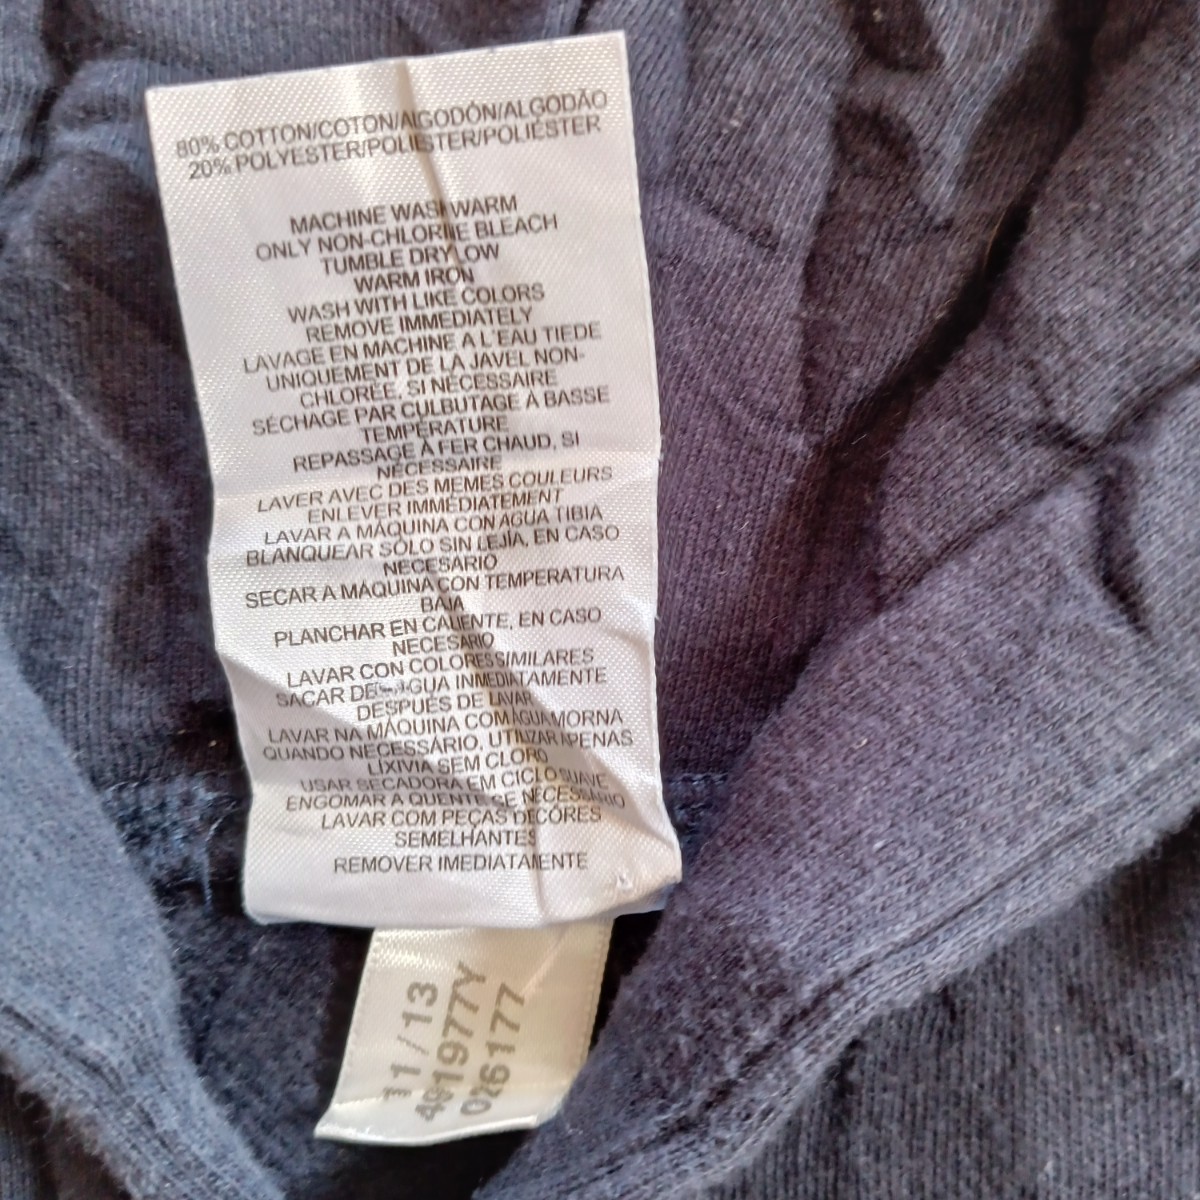 80% COTTON/COTON/ALGODÓN/ALGODÃO
20% POLYESTER/POLIESTER/POLIÉSTER
MACHINE WASH WARM
ONLY NON-CHLORINE BLEACH
TUMBLE DRY LOW
WARM IRON
WASH WITH LIKE COLORS
REMOVE IMMEDIATELY
LAVAGE EN MACHINE A L'EAU TIEDE
UNIQUEMENT DE LA JAVEL NON-
CHLORÉE, SI NÉCESSAIRE
SÉCHAGE PAR CULBUTAGE À BASSE
TEMPÉRATURE
REPASSAGE À FER CHAUD, SI
NÉCESSAIRE
LAVER AVEC DES MEMES COULEURS
ENLEVER IMMÉDIATEMENT
LAVAR A MÁQUINA CON AGUA TIBIA
BLANQUEAR SÓLO SIN LEJÍA, EN CASO
NECESARIO
SECAR A MÁQUINA CON TEMPERATURA
BAJA
PLANCHAR EN CALIENTE, EN CASO
NECESARIO
LAVAR CON COLORES SIMILARES
SACAR DEL AGUA INMEDIATAMENTE
DESPUÉS DE LAVAR
LAVAR NA MÁQUINA COM ÁGUA MORNA
QUANDO NECESSÁRIO, UTILIZAR APENAS
LIXIVIA SEM CLORO
USAR SECADORA EM CICLO SUAVE
ENGOMAR A QUENTE SE NECESSÁRIO
LAVAR COM PEÇAS DE CORES
SEMELHANTES
REMOVER IMEDIATAMENTE
11/13
491977Y
026177